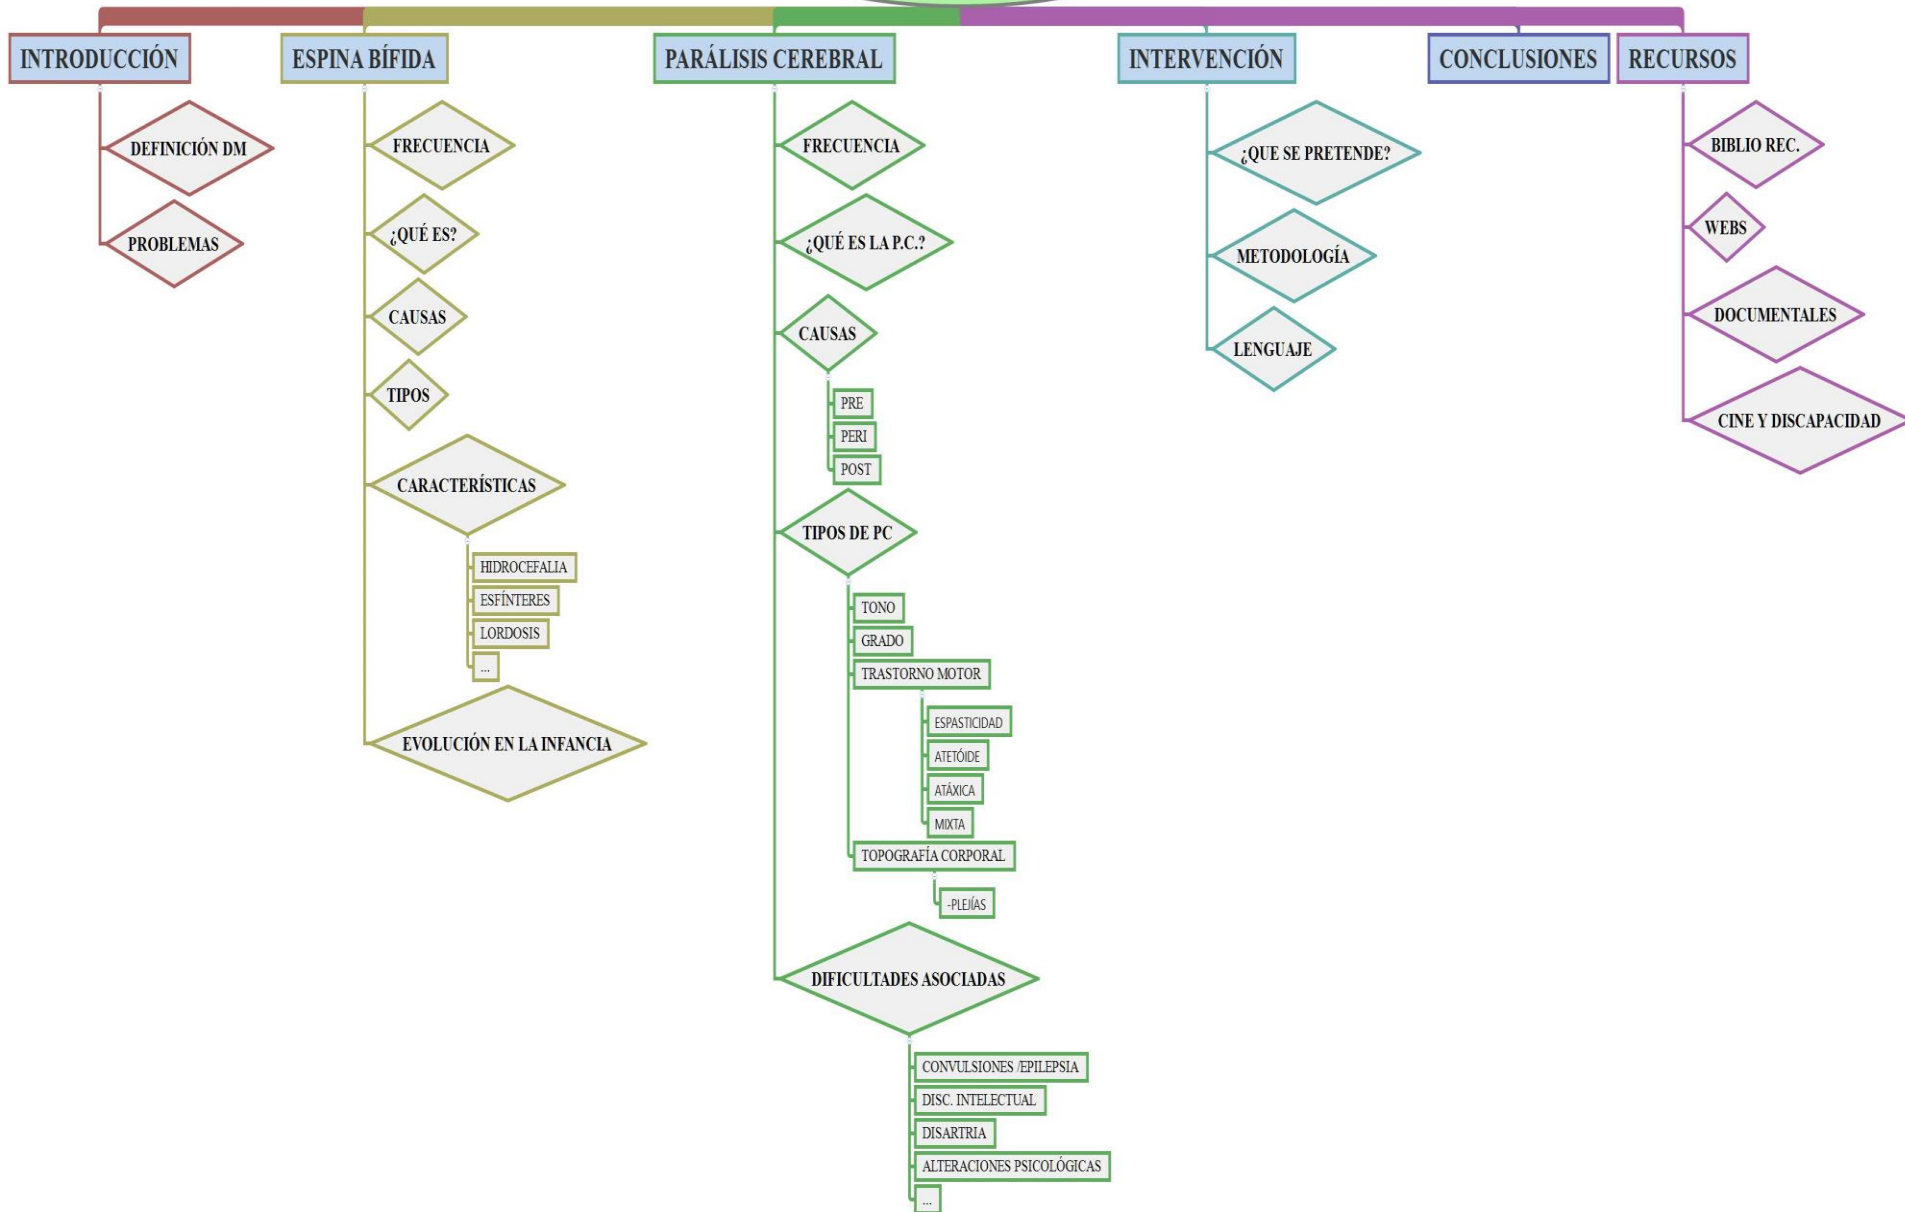 INTRODUCCIÓN
DEFINICIÓN DM
PROBLEMAS
ESPINA BÍFIDA
FRECUENCIA
¿QUÉ ES?
CAUSAS
TIPOS
CARACTERÍSTICAS
HIDROCEFALIA
ESFÍNTERES
LORDOSIS
...
EVOLUCIÓN EN LA INFANCIA
PARÁLISIS CEREBRAL
FRECUENCIA
¿QUÉ ES LA P.C.?
CAUSAS
PRE
PERI
POST
TIPOS DE PC
TONO
GRADO
TRASTORNO MOTOR
ESPASTICIDAD
ATETÓIDE
ATÁXICA
MIXTA
TOPOGRAFÍA CORPORAL
-PLEJÍAS
DIFICULTADES ASOCIADAS
CONVULSIONES /EPILEPSIA
DISC. INTELECTUAL
DISARTRIA
ALTERACIONES PSICOLÓGICAS
...
INTERVENCIÓN
¿QUE SE PRETENDE?
METODOLOGÍA
LENGUAJE
CONCLUSIONES
RECURSOS
BIBLIO REC.
WEBS
DOCUMENTALES
CINE Y DISCAPACIDAD